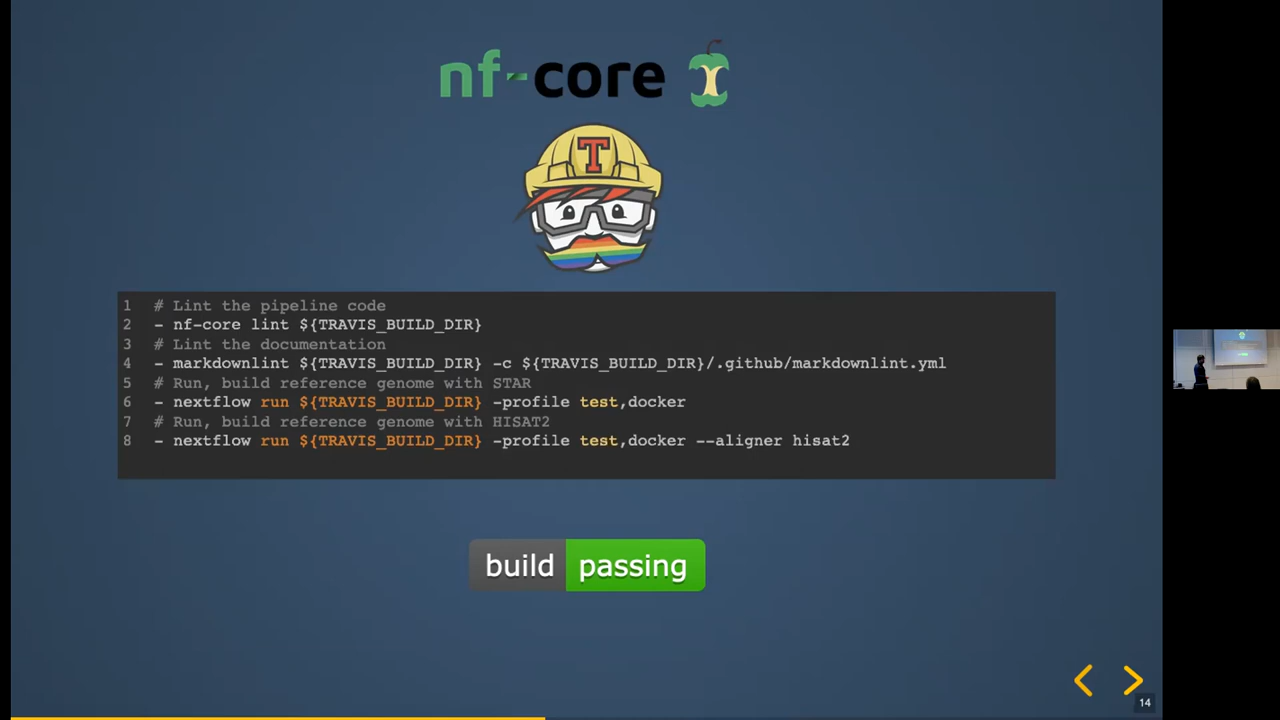 nf-core
T
1 # Lint the pipeline code
2 - nf-core lint ${TRAVIS_BUILD_DIR}
3 # Lint the documentation
4 - markdownlint ${TRAVIS_BUILD_DIR} -c ${TRAVIS_BUILD_DIR}/.github/markdownlint.yml
5 # Run, build reference genome with STAR
6 - nextflow run ${TRAVIS_BUILD_DIR} -profile test,docker
7 # Run, build reference genome with HISAT2
8 - nextflow run ${TRAVIS_BUILD_DIR} -profile test,docker --aligner hisat2
build passing
14